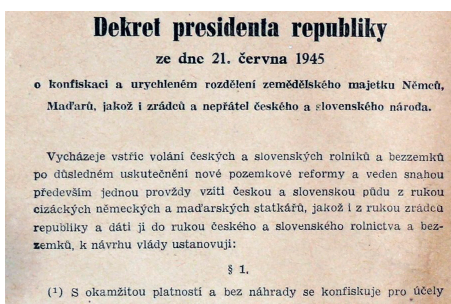 Dekret presidenta republiky
ze dne 21. června 1945
o konfiskaci a urychleném rozdělení zemědělského majetku Němců,
Maďarů, jakož i zrádců a nepřátel českého a slovenského národa.
Vycházeje vstříc volání českých a slovenských rolníků a bezzemků
po důsledném uskutečnění nové pozemkové reformy a veden snahou
především jednou provždy vzíti českou a slovenskou půdu z rukou
cizáckých německých a maďarských statkářů, jakož i z rukou zrádců
republiky a dáti ji do rukou českého a slovenského rolnictva a bez-
zemků, k návrhu vlády ustanovuji:
§ 1.
(¹) S okamžitou platností a bez náhrady se konfiskuje pro účely